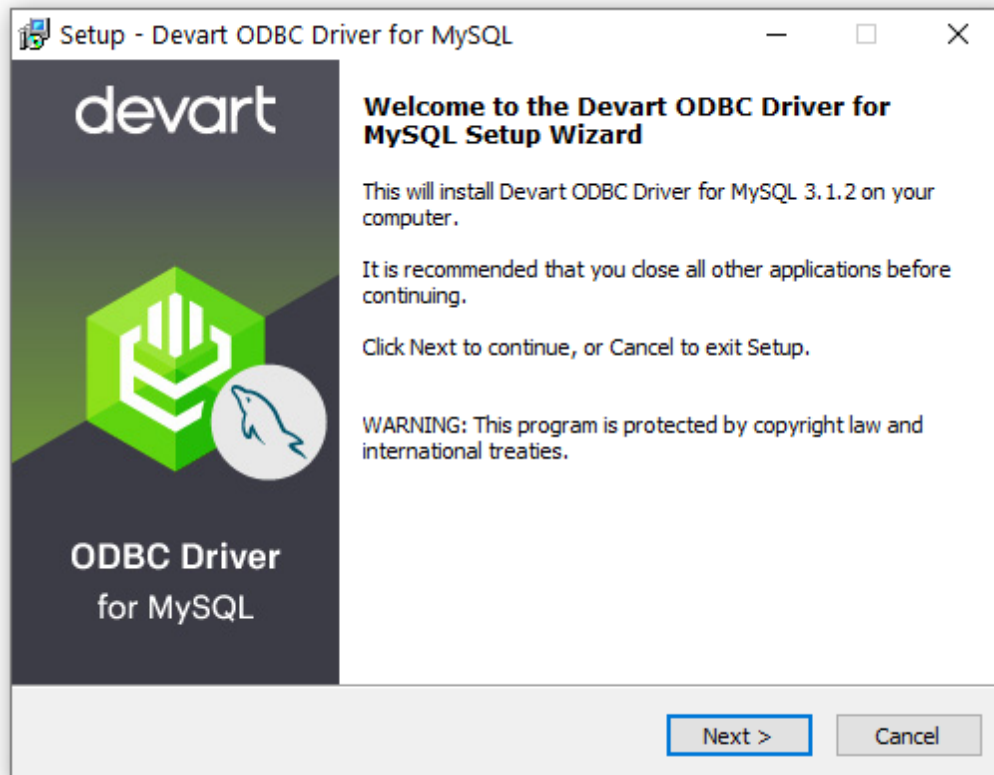 Setup - Devart ODBC Driver for MySQL
devart
ODBC Driver
for MySQL
Welcome to the Devart ODBC Driver for
MySQL Setup Wizard
This will install Devart ODBC Driver for MySQL 3.1.2 on your
computer.
It is recommended that you close all other applications before
continuing.
Click Next to continue, or Cancel to exit Setup.
WARNING: This program is protected by copyright law and
international treaties.
Next >
Cancel